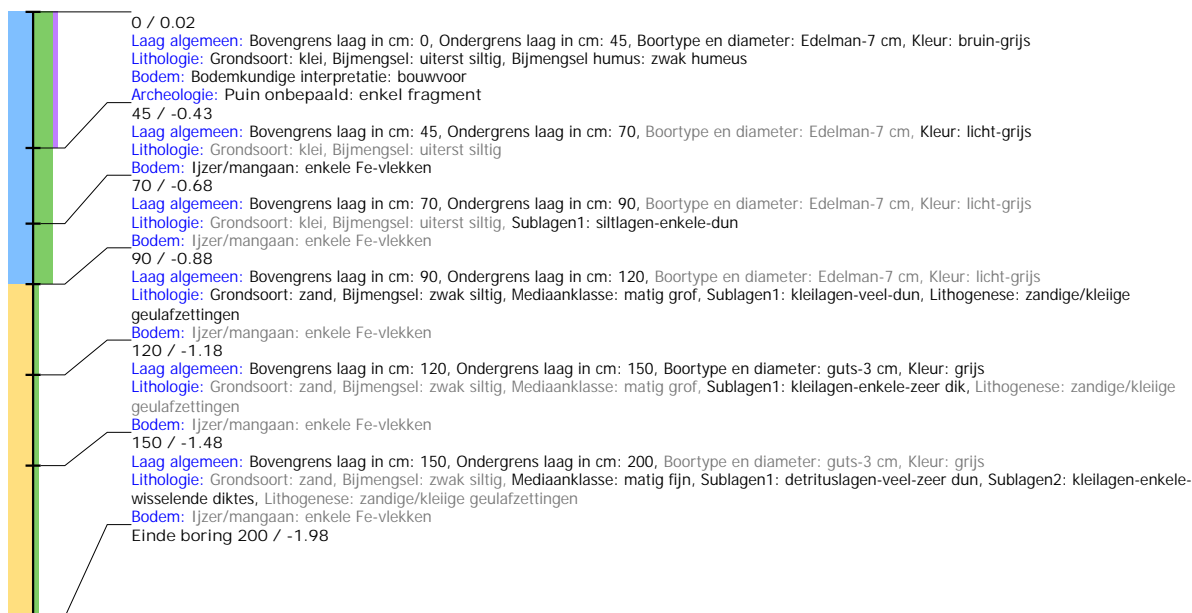 0 / 0.02
Laag algemeen: Bovengrens laag in cm: 0, Ondergrens laag in cm: 45, Boortype en diameter: Edelman-7 cm, Kleur: bruin-grijs
Lithologie: Grondsoort: klei, Bijmengsel: uiterst siltig, Bijmengsel humus: zwak humeus
Bodem: Bodemkundige interpretatie: bouwvoor
Archeologie: Puin onbepaald: enkel fragment
45 / -0.43
Laag algemeen: Bovengrens laag in cm: 45, Ondergrens laag in cm: 70, Boortype en diameter: Edelman-7 cm, Kleur: licht-grijs
Lithologie: Grondsoort: klei, Bijmengsel: uiterst siltig
Bodem: Ijzer/mangaan: enkele Fe-vlekken
70 / -0.68
Laag algemeen: Bovengrens laag in cm: 70, Ondergrens laag in cm: 90, Boortype en diameter: Edelman-7 cm, Kleur: licht-grijs
Lithologie: Grondsoort: klei, Bijmengsel: uiterst siltig, Sublagen1: siltlagen-enkele-dun
Bodem: Ijzer/mangaan: enkele Fe-vlekken
90 / -0.88
Laag algemeen: Bovengrens laag in cm: 90, Ondergrens laag in cm: 120, Boortype en diameter: Edelman-7 cm, Kleur: licht-grijs
Lithologie: Grondsoort: zand, Bijmengsel: zwak siltig, Mediaanklasse: matig grof, Sublagen1: kleilagen-veel-dun, Lithogenese: zandige/kleiige
geulafzettingen
Bodem: Ijzer/mangaan: enkele Fe-vlekken
120 / -1.18
Laag algemeen: Bovengrens laag in cm: 120, Ondergrens laag in cm: 150, Boortype en diameter: guts-3 cm, Kleur: grijs
Lithologie: Grondsoort: zand, Bijmengsel: zwak siltig, Mediaanklasse: matig grof, Sublagen1: kleilagen-enkele-zeer dik, Lithogenese: zandige/kleiige
geulafzettingen
Bodem: Ijzer/mangaan: enkele Fe-vlekken
150 / -1.48
Laag algemeen: Bovengrens laag in cm: 150, Ondergrens laag in cm: 200, Boortype en diameter: guts-3 cm, Kleur: grijs
Lithologie: Grondsoort: zand, Bijmengsel: zwak siltig, Mediaanklasse: matig fijn, Sublagen1: detrituslagen-veel-zeer dun, Sublagen2: kleilagen-enkele-
wisselende diktes, Lithogenese: zandige/kleiige geulafzettingen
Bodem: Ijzer/mangaan: enkele Fe-vlekken
Einde boring 200 / -1.98